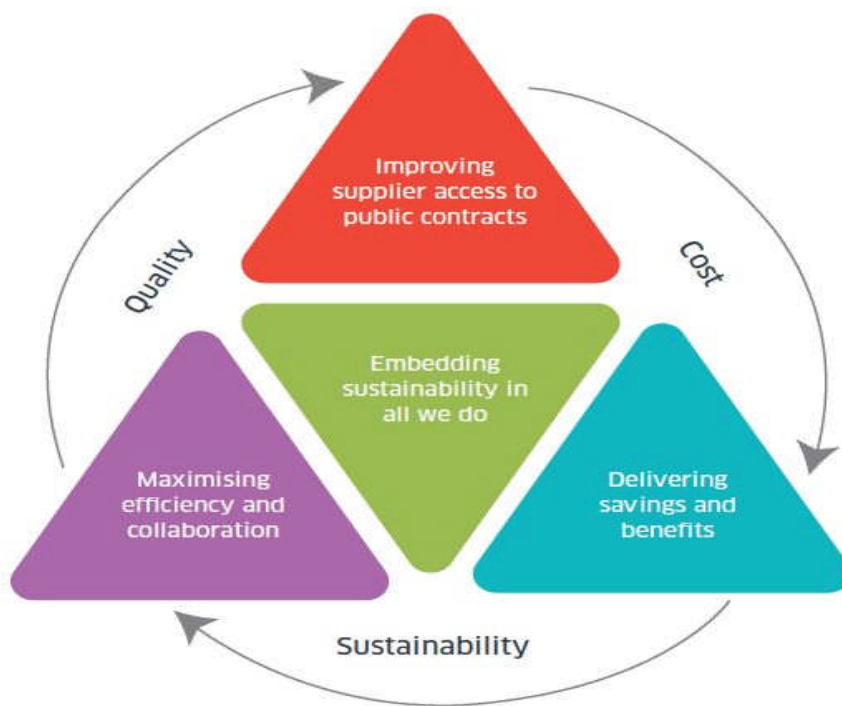 Improving
supplier access to
public contracts
Quality
Cost
Embedding
sustainability in
all we do
Maximising
efficiency and
collaboration
Delivering
savings and
benefits
Sustainability